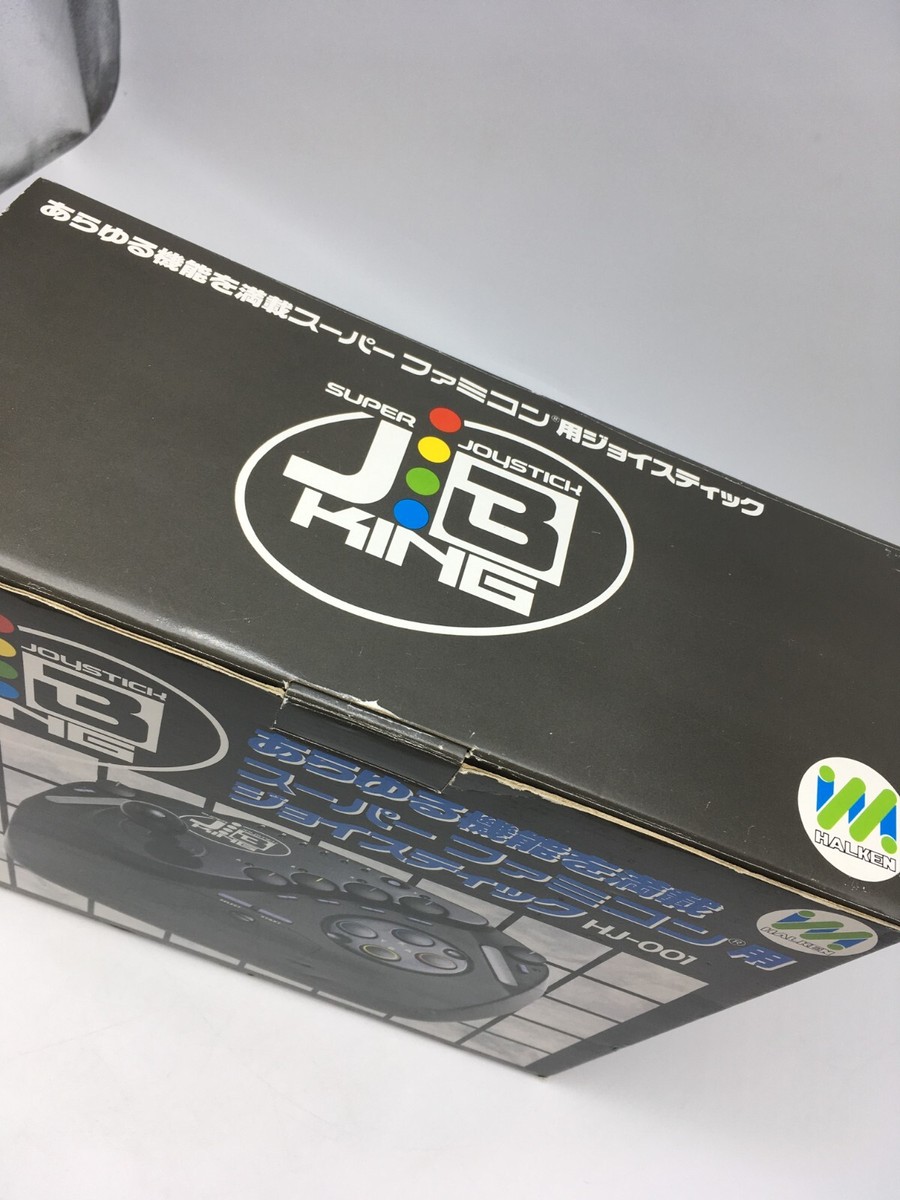 あらゆる機能を満載スーパー ファミコン®用ジョイスティック
SUPER
JOYSTICK
J:B
KING
HALKEN
JOYSTICK
B
ING
あらゆる機能を満載
スーパー ファミコン®用
ジョイスティック HJ-001
HALKEN
J:B
KING